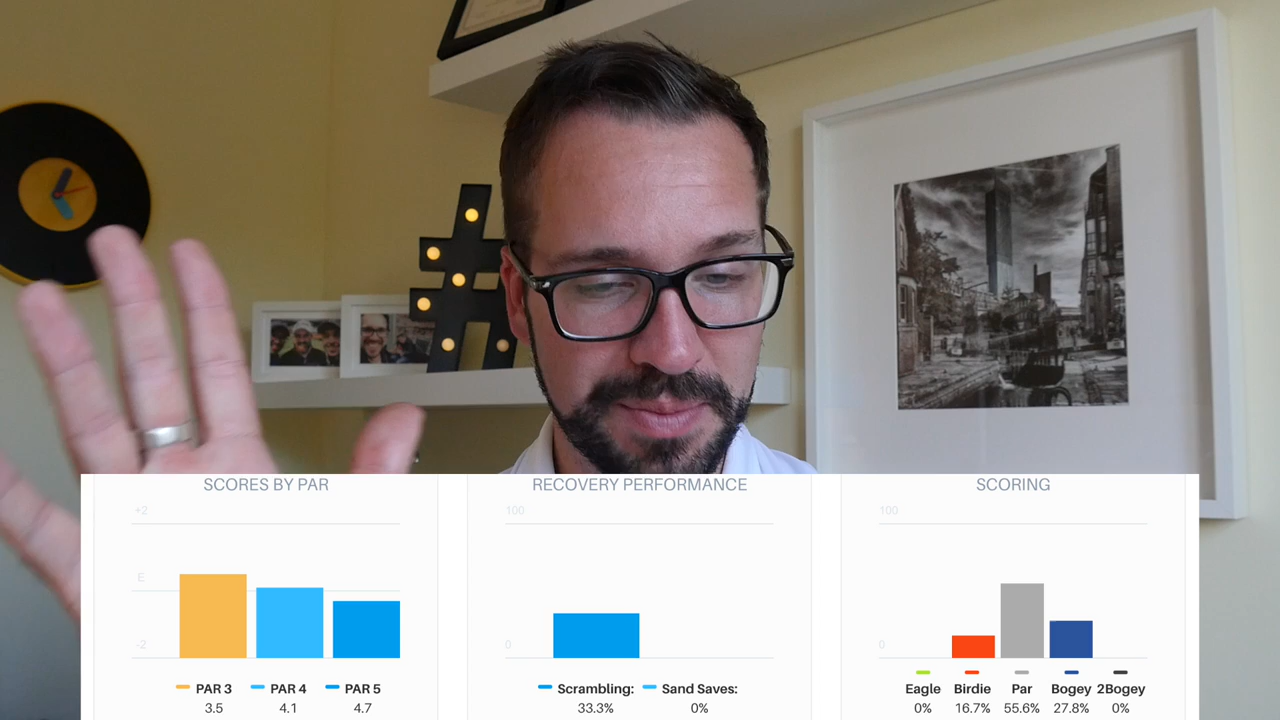 SCORES BY PAR
+2
E
-2
PAR 3 PAR 4 PAR 5
3.5 4.1 4.7
RECOVERY PERFORMANCE
100
0
Scrambling: Sand Saves:
33.3% 0%
SCORING
100
0
Eagle Birdie Par Bogey 2Bogey
0% 16.7% 55.6% 27.8% 0%